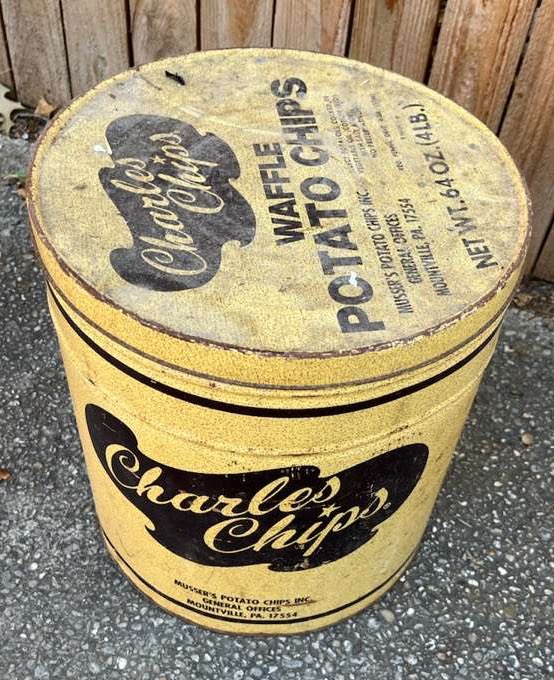 Charles
Chips
WAFFLE
POTATO CHIPS
MUSSER'S POTATO CHIPS INC.
GENERAL OFFICES
MOUNTVILLE, PA. 17554
NET WT. 64 OZ. (4 LB.)
Charles
Chips®
MUSSER'S POTATO CHIPS INC.
GENERAL OFFICES
MOUNTVILLE, PA. 17554